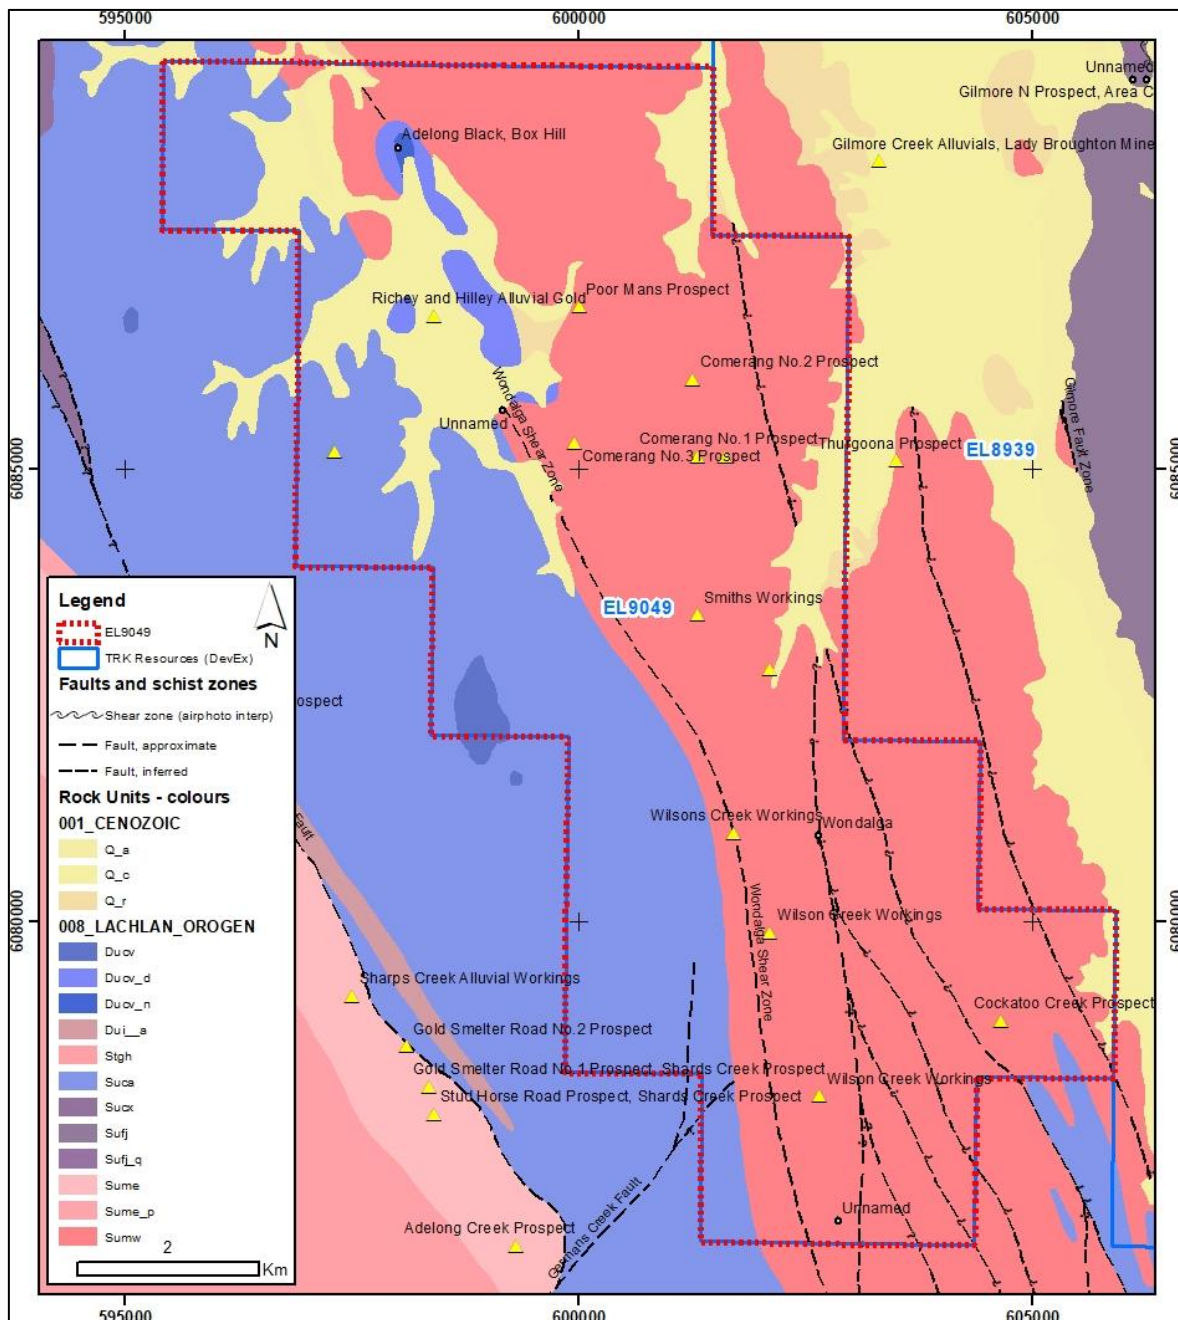 595000
600000
605000
Unnamed
Gilmore N Prospect, Area C
Adelong Black, Box Hill
Gilmore Creek Alluvials, Lady Broughton Mine
Richey and Hilley Alluvial Gold
Poor Mans Prospect
Comerang No.2 Prospect
Wondalga Shear Zone
Unnamed
Comerang No.1 Prospect
Thurgoona Prospect
Comerang No.3 Prospect
EL8939
Gilmore Fault Zone
6085000
6085000
EL9049
Smiths Workings
ospect
Fault
Wilsons Creek Workings
Wondalga
Wondalga Shear Zone
Wilson Creek Workings
6080000
6080000
Sharps Creek Alluvial Workings
Cockatoo Creek Prospect
Gold Smelter Road No.2 Prospect
Gold Smelter Road No.1 Prospect, Shards Creek Prospect
Wilson Creek Workings
Stud Horse Road Prospect, Shards Creek Prospect
Unnamed
Adelong Creek Prospect
Germans Creek Fault
Legend
N
EL9049
TRK Resources (DevEx)
Faults and schist zones
Shear zone (airphoto interp)
Fault, approximate
Fault, inferred
Rock Units - colours
001_CENOZOIC
Q_a
Q_c
Q_r
008_LACHLAN_OROGEN
Ducv
Ducv_d
Ducv_n
Dui__a
Stgh
Suca
Sucx
Sufj
Sufj_q
Sume
Sume_p
Sumw
2
Km
595000
600000
605000